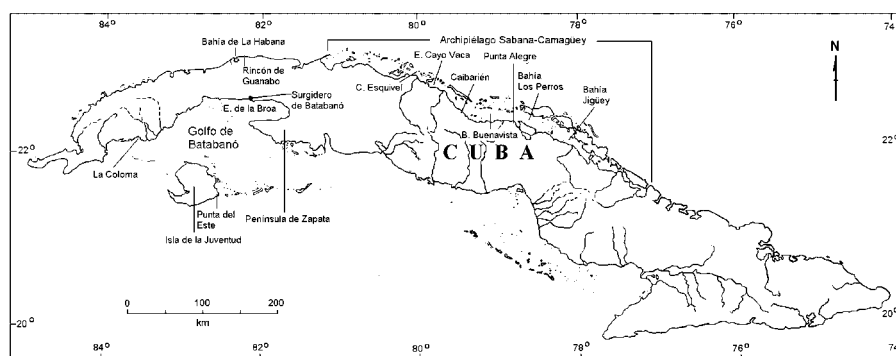 80
78
76
74
Archipiélago Sabana-Camagüey
Bahía de La Habana
E. Cayo Vaca
Punta Alegre
N
Rincón de
Guanabo
C. Esquivel
Caibarién
Bahía
Los Perros
Bahía
Jigüey
Surgidero
de Batabanó
E. de la Broa
Golfo de
Batabanó
B. Buenavista
CUBA
22°
22°
La Coloma
Punta del
Este
Península de Zapata
Isla de la Juventud
0 100 200
km
20°
20°
84°
82°
80°
78°
76°
74